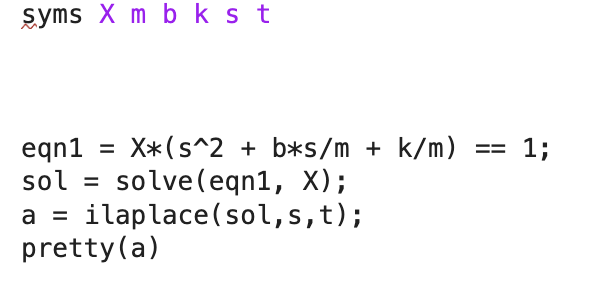 syms X m b k s t
eqn1 = X*(s^2 + b*s/m + k/m) == 1;
sol = solve(eqn1, X);
a = ilaplace(sol,s,t);
pretty(a)